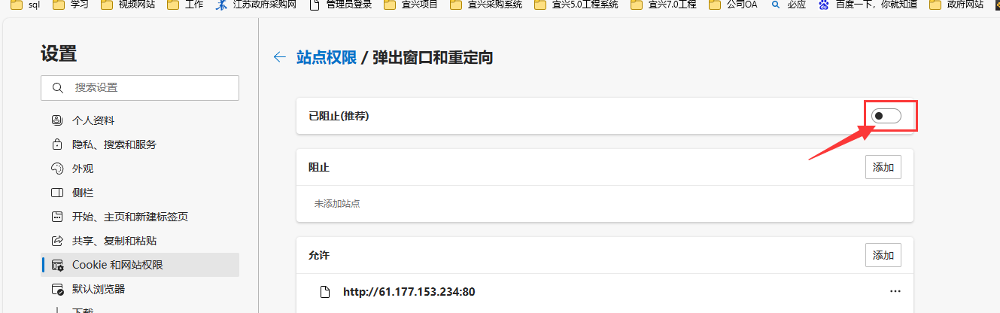 sql 学习 视频网站 工作 江苏政府采购网 管理员登录 宜兴项目 宜兴采购系统 宜兴5.0工程系统 宜兴7.0工程 公司OA 必应 百度一下，你就知道 政府网站
设置
站点权限 / 弹出窗口和重定向
搜索设置
已阻止(推荐)
个人资料
隐私、搜索和服务
外观
阻止 添加
侧栏
未添加站点
开始、主页和新建标签页
共享、复制和粘贴
允许 添加
Cookie 和网站权限
默认浏览器
http://61.177.153.234:80
下载